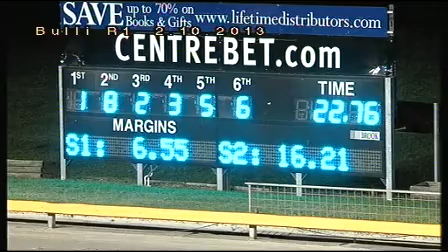 SAVE up to 70% on Books & Gifts www.lifetimedistributors.com
Bulli R1 2.10.2013
CENTREBET.com
1ST 2ND 3RD 4TH 5TH 6TH TIME
1 8 2 3 5 6 22.76
MARGINS
S1: 6.55 S2: 16.21